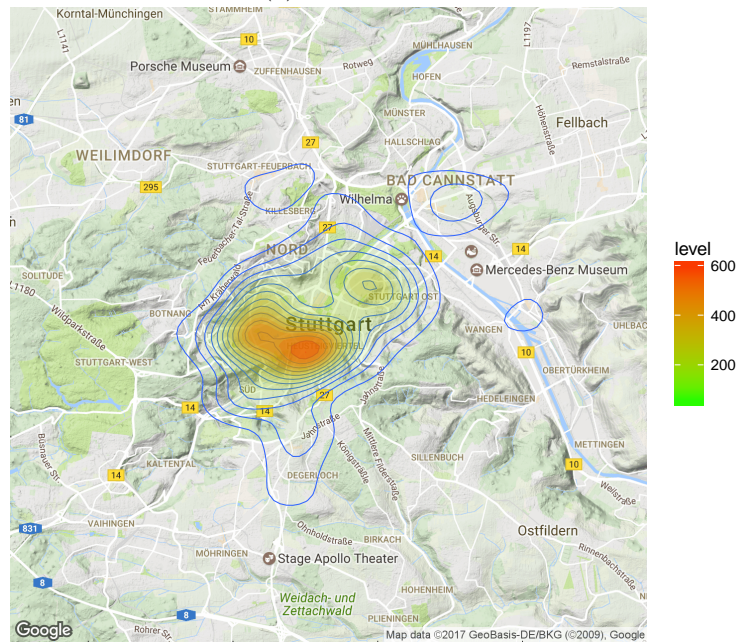 Korntal-Münchingen
STAMMHEIM
L1141
10
L1197
MÜHLHAUSEN
Porsche Museum
ZUFFENHAUSEN
Rotweg
HOFEN
Remstalstraße
81
MÜNSTER
Höhenstraße
Fellbach
27
HALLSCHLAG
WEILIMDORF
STUTTGART-FEUERBACH
295
BAD CANNSTATT
KILLESBERG
Wilhelma
Augsburger Str
27
Feuerbacher-Tal-Straße
NORD
14
14
level
SOLITUDE
Am Kräherwald
Mercedes-Benz Museum
600
L1180
STUTTGART OST
BOTNANG
400
Wildparkstraße
Stuttgart
WANGEN
UHLBAC
10
STUTTGART-WEST
200
OBERTÜRKHEIM
SÜD
27
Jahnstraße
HEDELFINGEN
14
14
Jahnstraße
Büsnauer Str
Königsträßle
Mittlere Filderstraße
METTINGEN
SILLENBUCH
KALTENTAL
10
14
DEGERLOCH
Weilstraße
VAIHINGEN
831
Ohnholdstraße
Ostfildern
BIRKACH
MÖHRINGEN
Stage Apollo Theater
Rinnenbachstraße
8
HOHENHEIM
Weidach- und
Zettachwald
8
PLIENINGEN
Rohrer Str
Google
Map data ©2017 GeoBasis-DE/BKG (©2009), Google